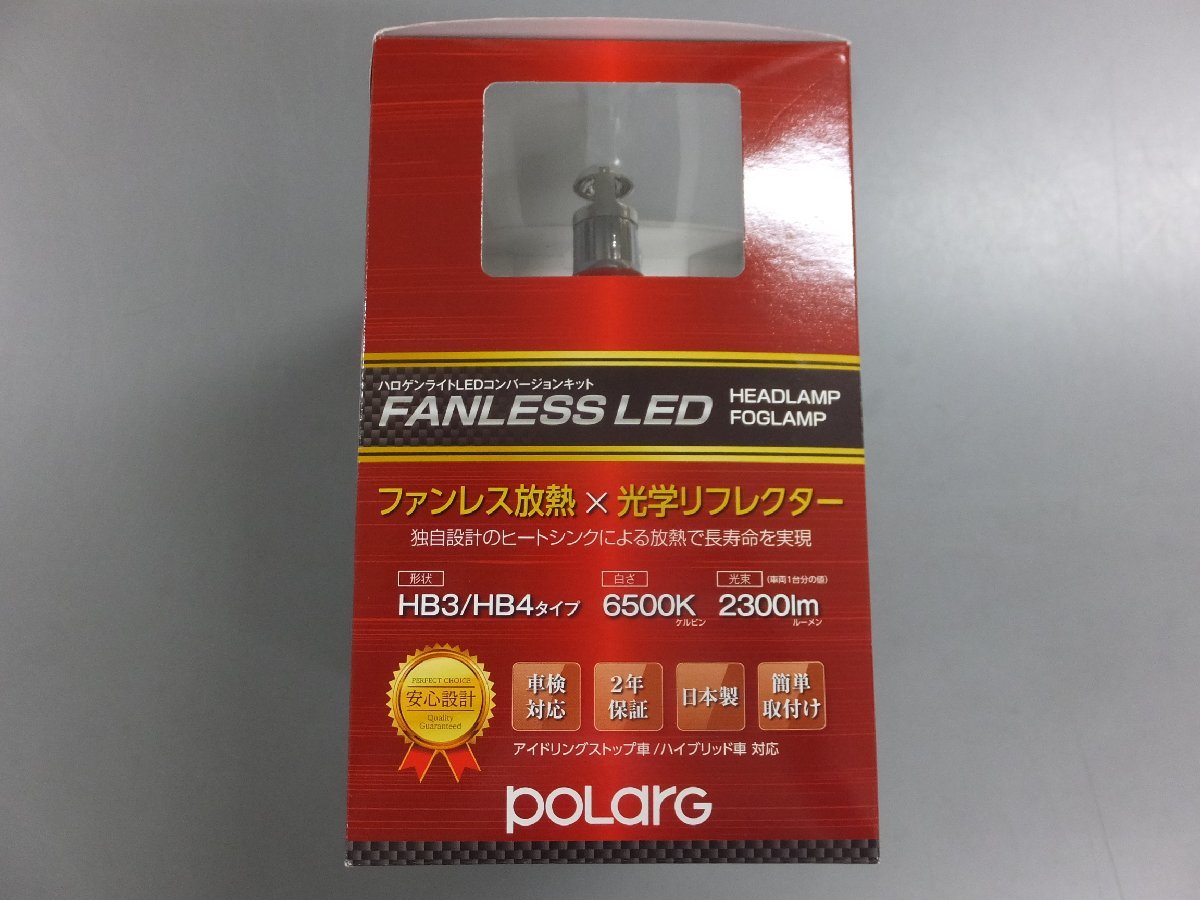 ハロゲンライトLEDコンバージョンキット
FANLESS LED
HEADLAMP
FOGLAMP
ファンレス放熱×光学リフレクター
独自設計のヒートシンクによる放熱で長寿命を実現
形状
HB3/HB4タイプ
白さ
6500K
ケルビン
光束 (車両1台分の値)
2300lm
ルーメン
PERFECT CHOICE
安心設計
Quality
Guaranteed
車検
対応
2年
保証
日本製
簡単
取付け
アイドリングストップ車/ハイブリッド車 対応
POLARG